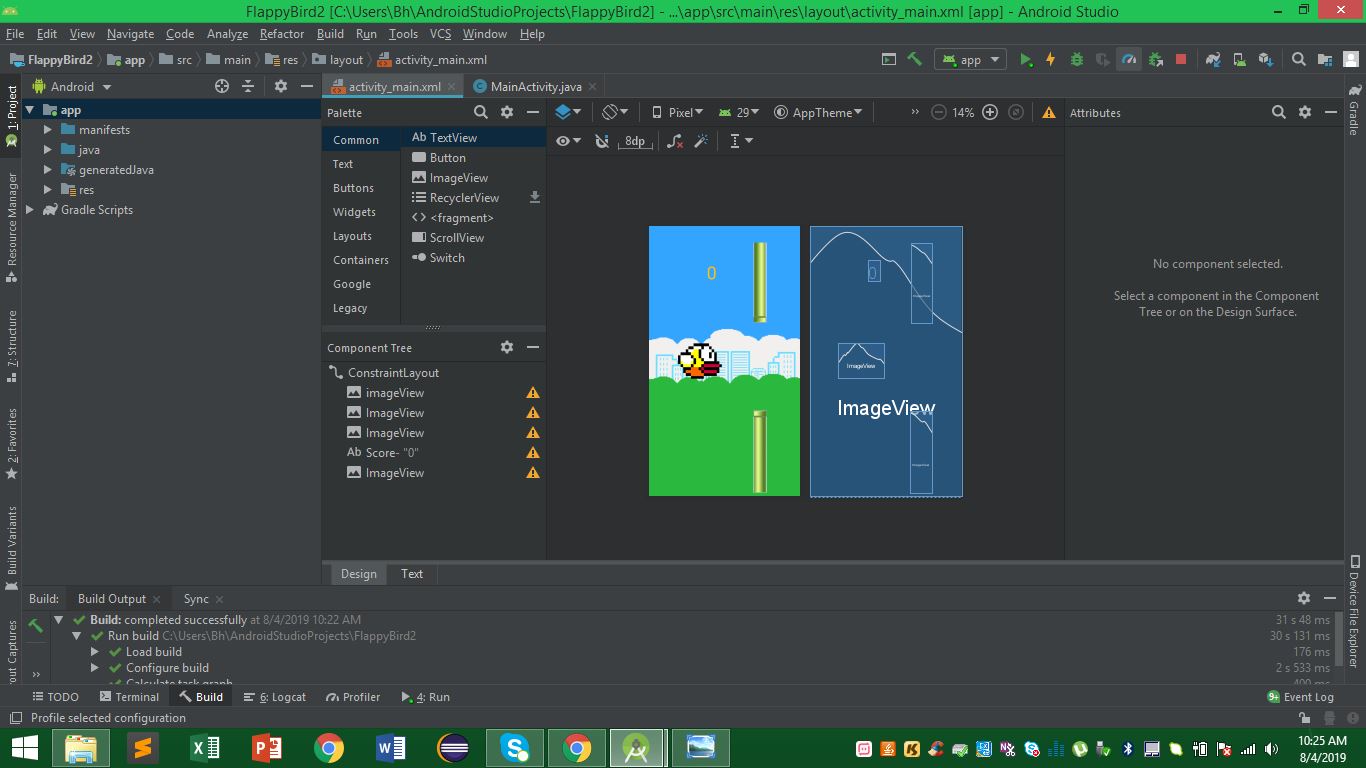 FlappyBird2 [C:\Users\Bh\AndroidStudioProjects\FlappyBird2] - ...\app\src\main\res\layout\activity_main.xml [app] - Android Studio
File Edit View Navigate Code Analyze Refactor Build Run Tools VCS Window Help
FlappyBird2 app src main res layout activity_main.xml app
Android
activity_main.xml MainActivity.java
1: Project
Resource Manager
7: Structure
2: Favorites
Build Variants
app
manifests
java
generatedJava
res
Gradle Scripts
Palette
Common
Text
Buttons
Widgets
Layouts
Containers
Google
Legacy
Ab TextView
Button
ImageView
RecyclerView
<fragment>
ScrollView
Switch
Component Tree
ConstraintLayout
imageView
ImageView
ImageView
Ab Score- "0"
ImageView
Pixel 29 AppTheme 14%
8dp
0
0
ImageView
ImageView
ImageView
ImageView
Design Text
Attributes
No component selected.
Select a component in the Component
Tree or on the Design Surface.
Gradle
Device File Explorer
Build: Build Output Sync
Build: completed successfully at 8/4/2019 10:22 AM 31 s 48 ms
Run build C:\Users\Bh\AndroidStudioProjects\FlappyBird2 30 s 131 ms
Load build 176 ms
Configure build 2 s 533 ms
Calculate task graph 400 ms
out Captures
TODO Terminal Build 6: Logcat Profiler 4: Run 9+ Event Log
Profile selected configuration
10:25 AM
8/4/2019